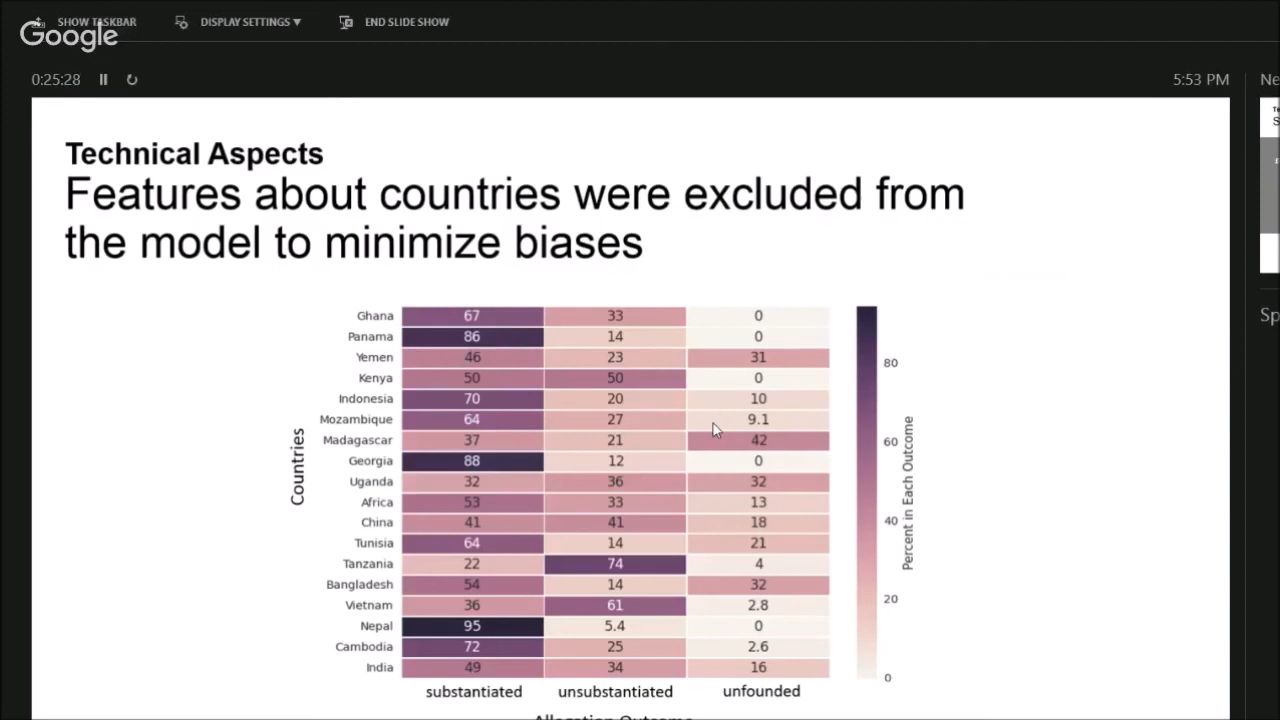 SHOW TASKBAR DISPLAY SETTINGS ▼ END SLIDE SHOW
Google
0:25:28 5:53 PM Ne
Technical Aspects
Features about countries were excluded from
the model to minimize biases
Ghana 67 33 0
Panama 86 14 0
Yemen 46 23 31
Kenya 50 50 0
Indonesia 70 20 10
Mozambique 64 27 9.1
Madagascar 37 21 42
Georgia 88 12 0
Uganda 32 36 32
Africa 53 33 13
China 41 41 18
Tunisia 64 14 21
Tanzania 22 74 4
Bangladesh 54 14 32
Vietnam 36 61 2.8
Nepal 95 5.4 0
Cambodia 72 25 2.6
India 49 34 16
substantiated unsubstantiated unfounded
Allocation Outcome
Countries
80
60
40
20
0
Percent in Each Outcome
Sp